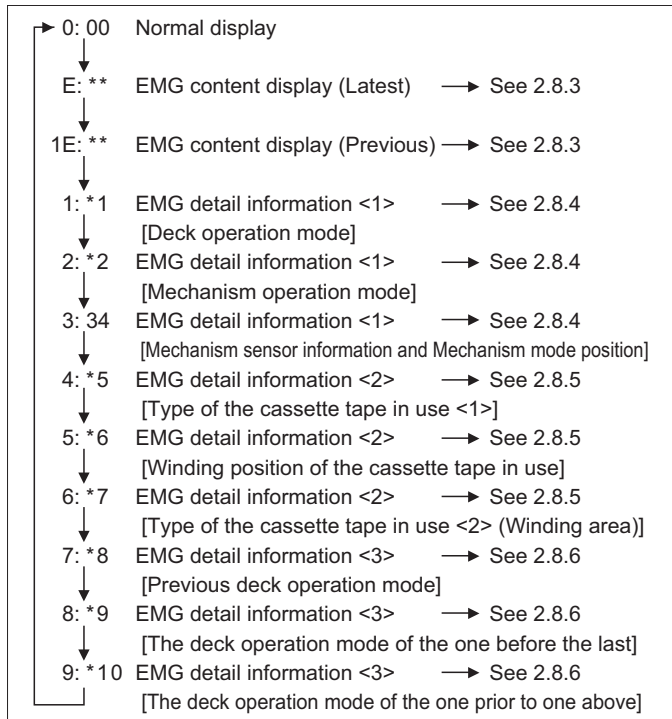 0: 00 Normal display
E: ** EMG content display (Latest) → See 2.8.3
1E: ** EMG content display (Previous) → See 2.8.3
1: *1 EMG detail information <1> → See 2.8.4
[Deck operation mode]
2: *2 EMG detail information <1> → See 2.8.4
[Mechanism operation mode]
3: 34 EMG detail information <1> → See 2.8.4
[Mechanism sensor information and Mechanism mode position]
4: *5 EMG detail information <2> → See 2.8.5
[Type of the cassette tape in use <1>]
5: *6 EMG detail information <2> → See 2.8.5
[Winding position of the cassette tape in use]
6: *7 EMG detail information <2> → See 2.8.5
[Type of the cassette tape in use <2> (Winding area)]
7: *8 EMG detail information <3> → See 2.8.6
[Previous deck operation mode]
8: *9 EMG detail information <3> → See 2.8.6
[The deck operation mode of the one before the last]
9: *10 EMG detail information <3> → See 2.8.6
[The deck operation mode of the one prior to one above]